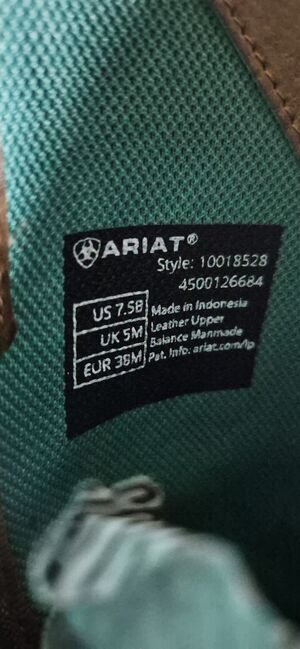 ARIAT®
Style: 10018528
4500126684
US 7.5B
UK 5M
EUR 38M
Made in Indonesia
Leather Upper
Balance Manmade
Pat. Info: ariat.com/ip